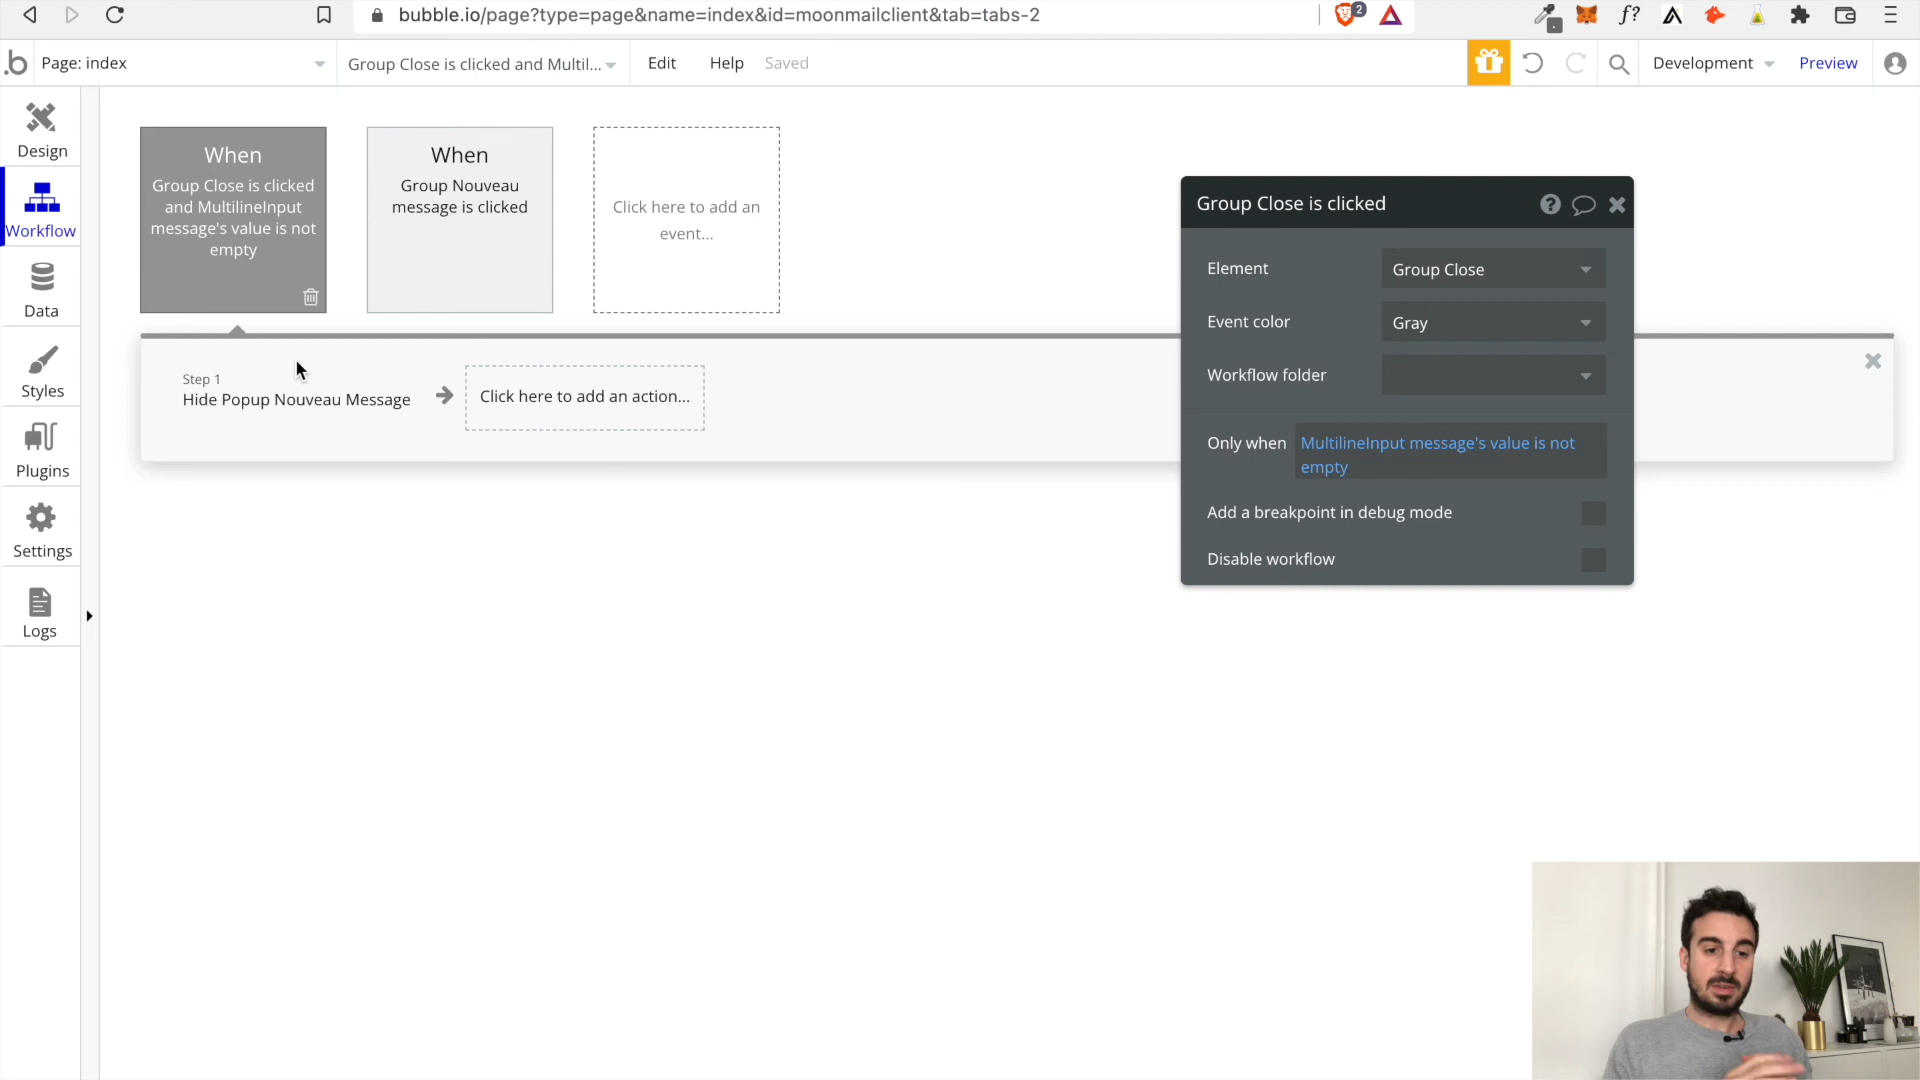 bubble.io/page?type=page&name=index&id=moonmailclient&tab=tabs-2
2
f?
.b
Page: index
Group Close is clicked and Multil...
Edit
Help
Saved
Development
Preview
Design
Workflow
Data
Styles
Plugins
Settings
Logs
When
Group Close is clicked
and MultilineInput
message's value is not
empty
When
Group Nouveau
message is clicked
Click here to add an
event...
Step 1
Hide Popup Nouveau Message
Click here to add an action...
Group Close is clicked
Element
Group Close
Event color
Gray
Workflow folder
Only when
MultilineInput message's value is not
empty
Add a breakpoint in debug mode
Disable workflow